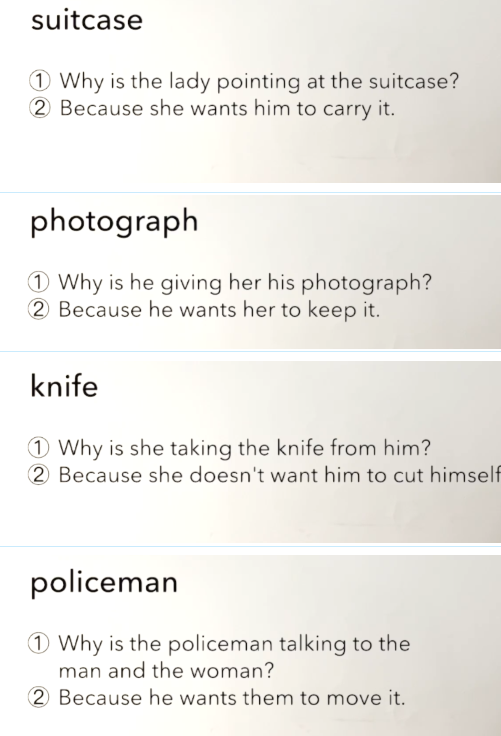 suitcase
① Why is the lady pointing at the suitcase?
② Because she wants him to carry it.
photograph
① Why is he giving her his photograph?
② Because he wants her to keep it.
knife
① Why is she taking the knife from him?
② Because she doesn't want him to cut himself
policeman
① Why is the policeman talking to the
man and the woman?
② Because he wants them to move it.